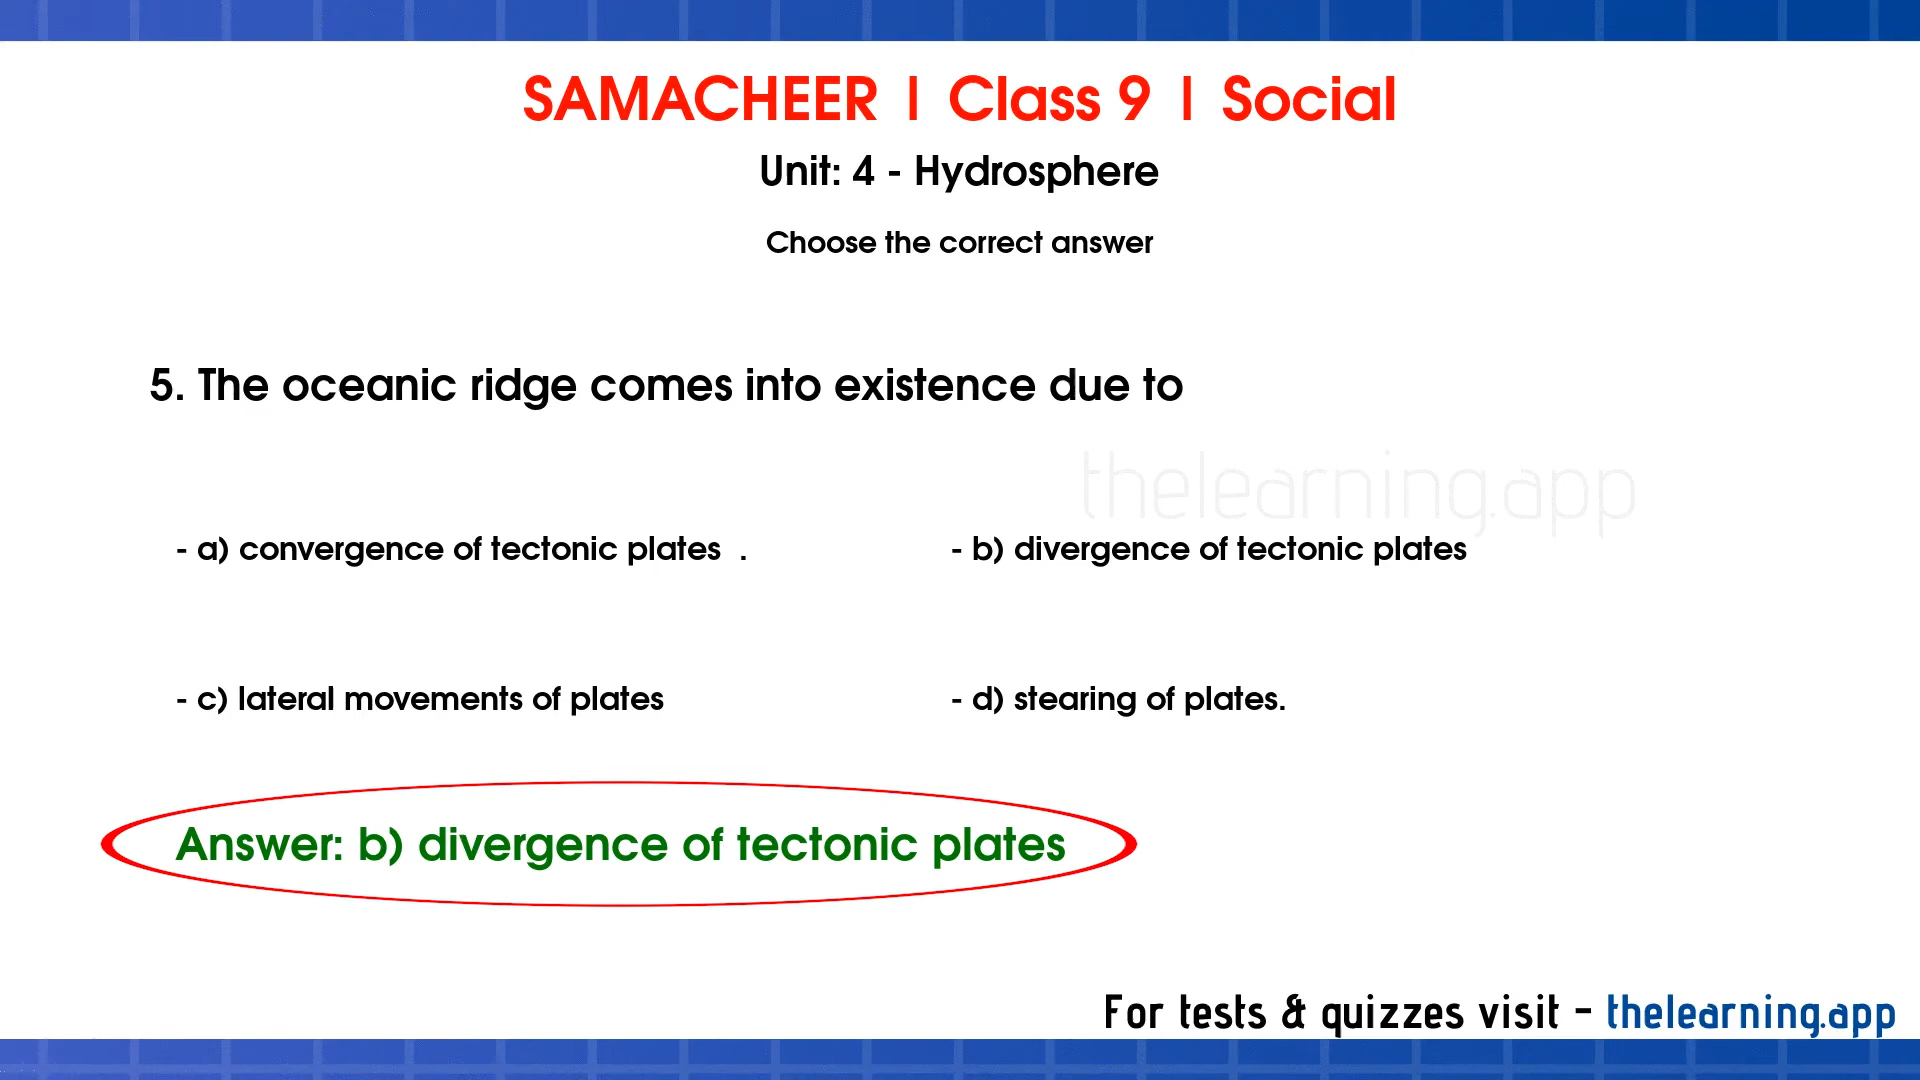 SAMACHEER | Class 9 | Social
Unit: 4 - Hydrosphere
Choose the correct answer
5. The oceanic ridge comes into existence due to
thelearning.app
- a) convergence of tectonic plates  .
- b) divergence of tectonic plates
- c) lateral movements of plates
- d) stearing of plates.
Answer: b) divergence of tectonic plates
For tests & quizzes visit - thelearning.app